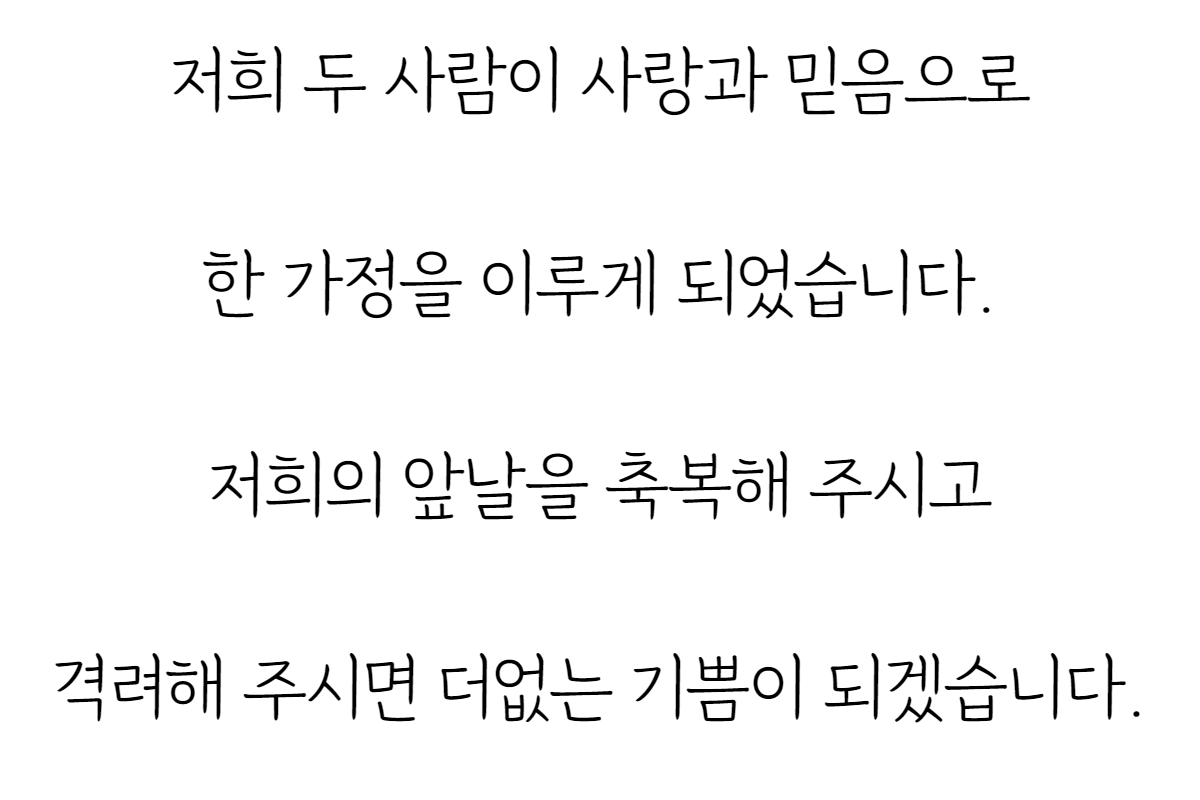 저희 두 사람이 사랑과 믿음으로
한 가정을 이루게 되었습니다.
저희의 앞날을 축복해 주시고
격려해 주시면 더없는 기쁨이 되겠습니다.